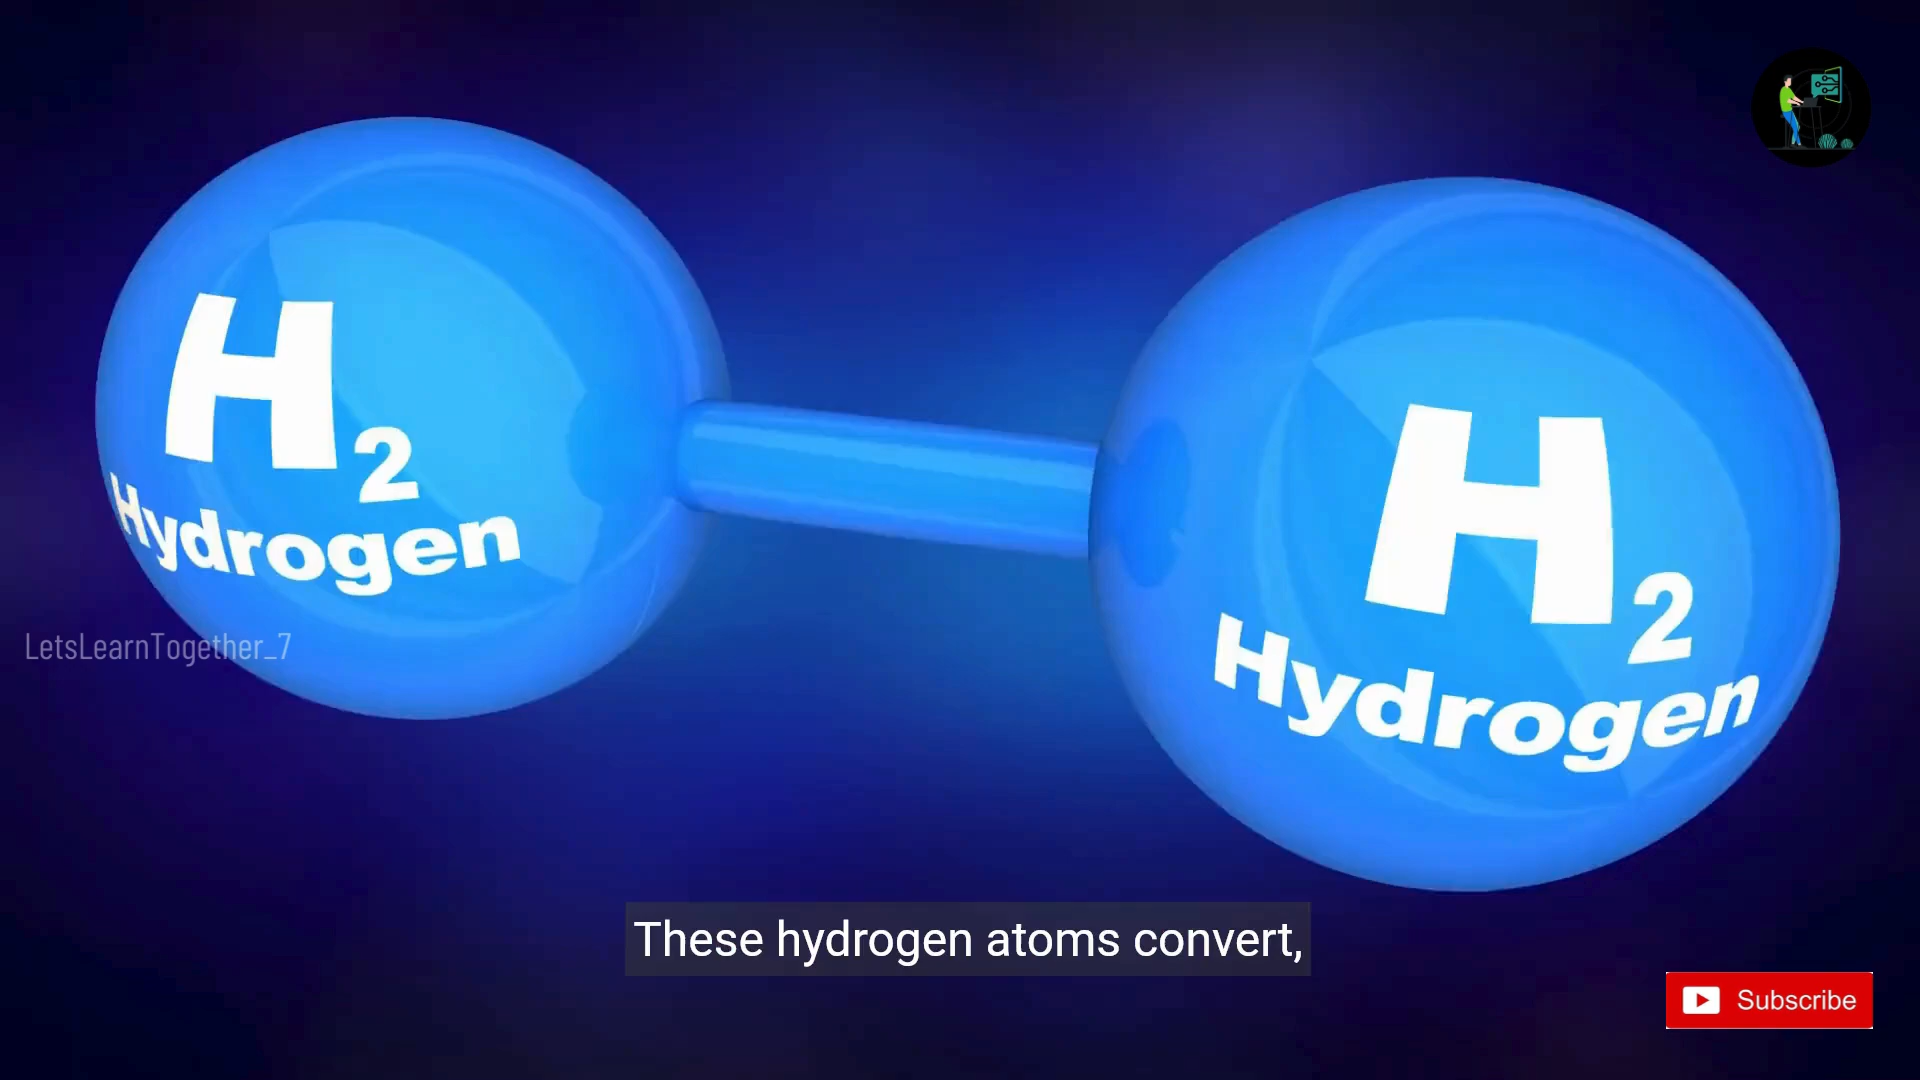 H2
Hydrogen
H2
Hydrogen
LetsLearnTogether_7
These hydrogen atoms convert,
Subscribe